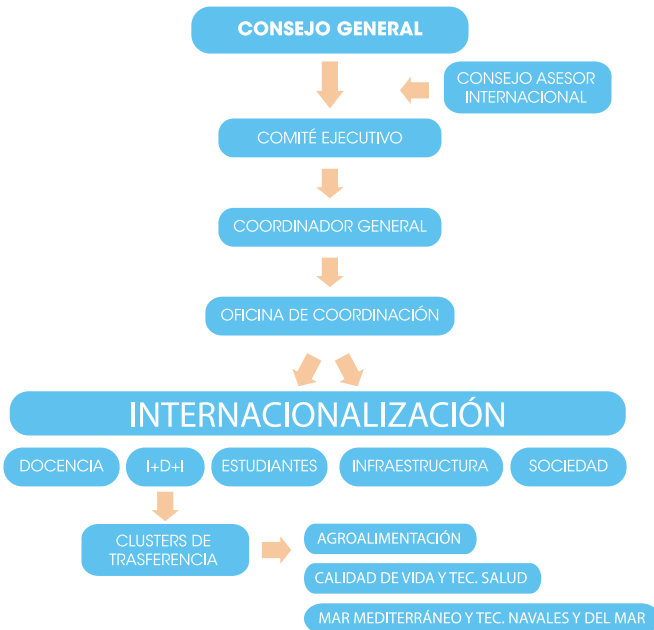 CONSEJO GENERAL
CONSEJO ASESOR
INTERNACIONAL
COMITÉ EJECUTIVO
COORDINADOR GENERAL
OFICINA DE COORDINACIÓN
INTERNACIONALIZACIÓN
DOCENCIA
I+D+I
ESTUDIANTES
INFRAESTRUCTURA
SOCIEDAD
CLUSTERS DE
TRASFERENCIA
AGROALIMENTACIÓN
CALIDAD DE VIDA Y TEC. SALUD
MAR MEDITERRÁNEO Y TEC. NAVALES Y DEL MAR